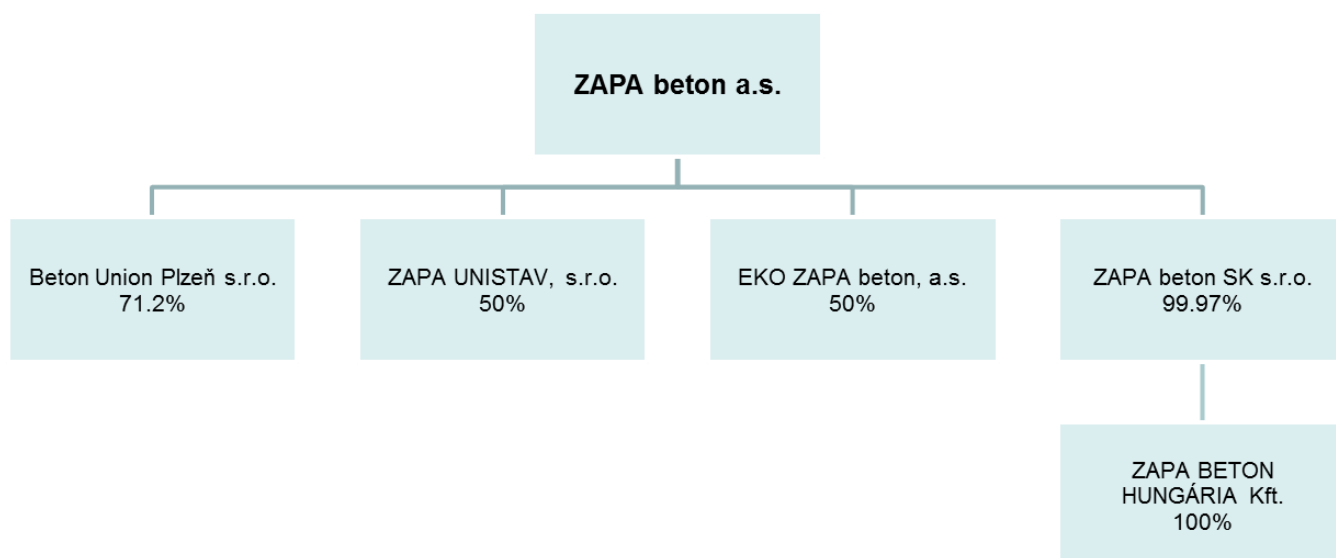 ZAPA beton a.s.
Beton Union Plzeň s.r.o.
71.2%
ZAPA UNISTAV, s.r.o.
50%
EKO ZAPA beton, a.s.
50%
ZAPA beton SK s.r.o.
99.97%
ZAPA BETON
HUNGÁRIA Kft.
100%